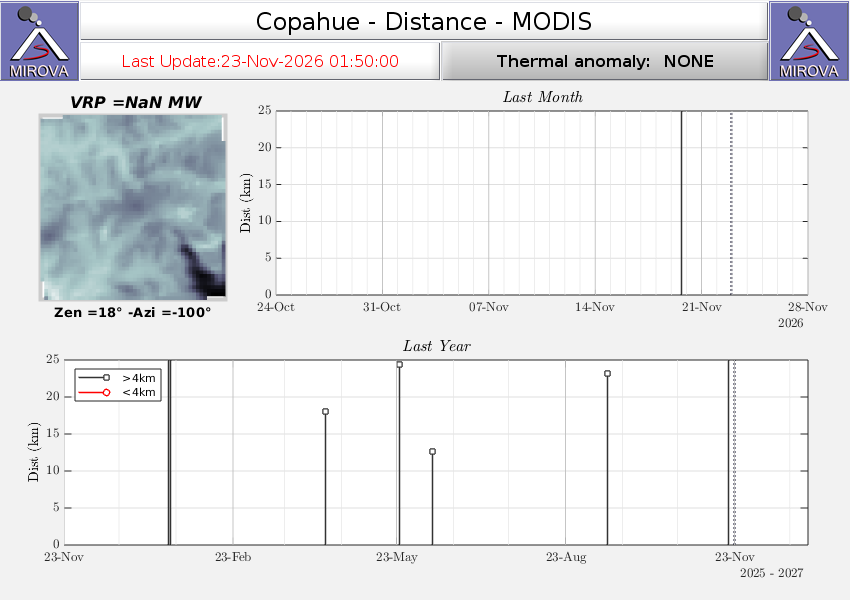 Copahue - Distance - MODIS
MIROVA
Last Update:23-Nov-2026 01:50:00
Thermal anomaly: NONE
MIROVA
VRP =NaN MW
Zen =18° -Azi =-100°
Last Month
Dist (km)
25
20
15
10
5
0
24-Oct
31-Oct
07-Nov
14-Nov
21-Nov
28-Nov
2026
Last Year
Dist (km)
25
20
15
10
5
0
>4km
<4km
23-Nov
23-Feb
23-May
23-Aug
23-Nov
2025 - 2027